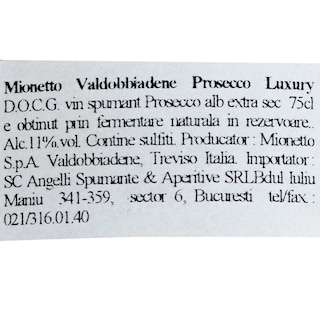 Mionetto Valdobbiadene Prosecco Luxury
D.O.C.G. vin spumant Prosecco alb extra sec 75cl
e obtinut prin fermentare naturala in rezervoare..
Alc.11%.vol. Contine sulfiti. Producator : Mionetto
S.p.A. Valdobbiadene, Treviso Italia. Importator :
SC Angelli Spumante & Aperitive SRLBdul Iuliu
Maniu 341-359, sector 6, Bucuresti tel/fax.:
021/316.01.40